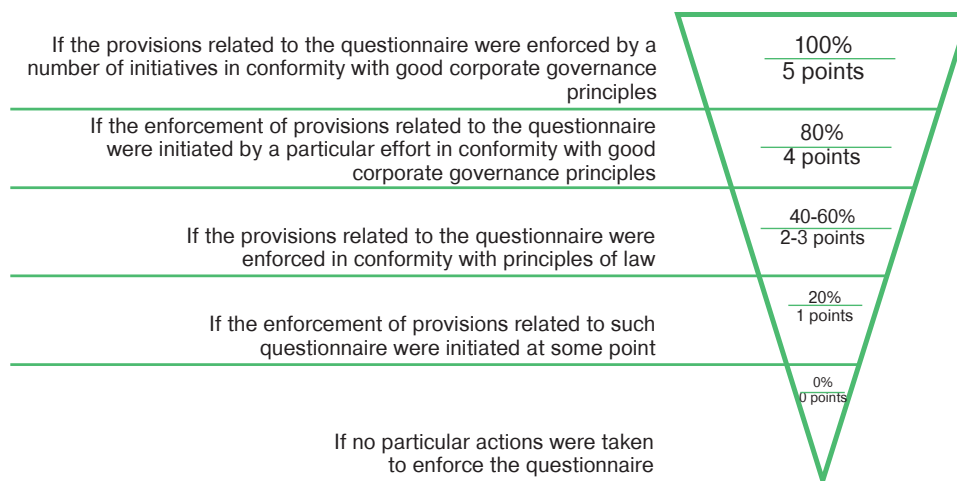 If the provisions related to the questionnaire were enforced by a
number of initiatives in conformity with good corporate governance
principles
100%
5 points
If the enforcement of provisions related to the questionnaire
were initiated by a particular effort in conformity with good
corporate governance principles
80%
4 points
If the provisions related to the questionnaire were
enforced in conformity with principles of law
40-60%
2-3 points
If the enforcement of provisions related to such
questionnaire were initiated at some point
20%
1 points
If no particular actions were taken
to enforce the questionnaire
0%
0 points